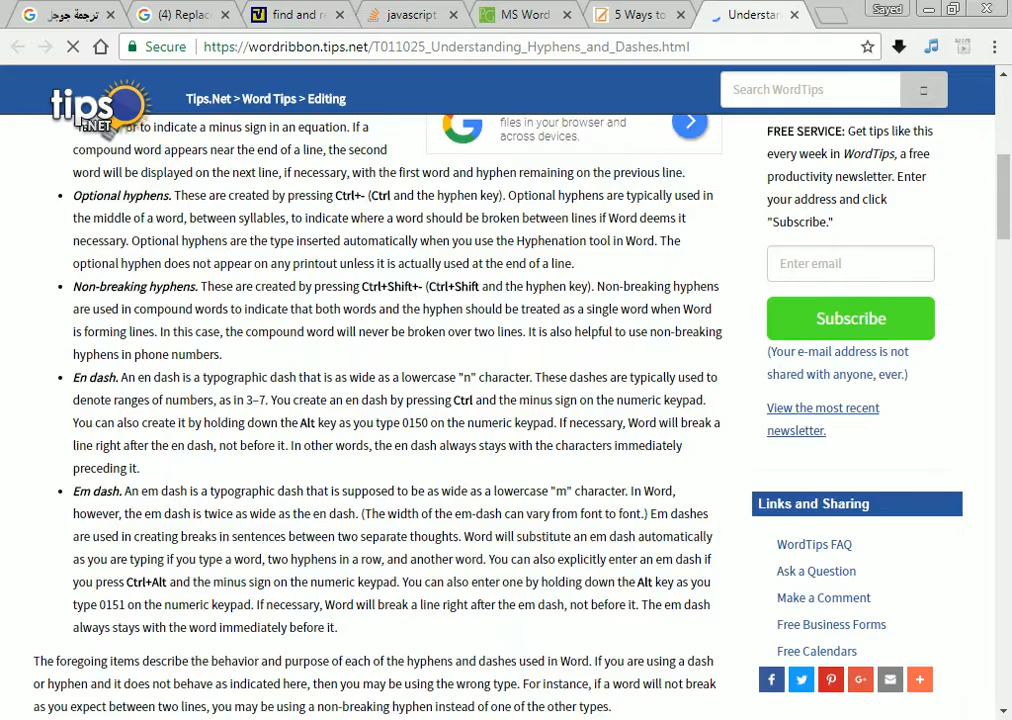 ترجمة جوجل
(4) Replac
find and re
javascript
MS Word
5 Ways to
Understan
Sayed
Secure
https://wordribbon.tips.net/T011025_Understanding_Hyphens_and_Dashes.html
tips
.NET
Tips.Net > Word Tips > Editing
Search WordTips
or to indicate a minus sign in an equation. If a
compound word appears near the end of a line, the second
word will be displayed on the next line, if necessary, with the first word and hyphen remaining on the previous line.
files in your browser and
across devices.
• Optional hyphens. These are created by pressing Ctrl+- (Ctrl and the hyphen key). Optional hyphens are typically used in
the middle of a word, between syllables, to indicate where a word should be broken between lines if Word deems it
necessary. Optional hyphens are the type inserted automatically when you use the Hyphenation tool in Word. The
optional hyphen does not appear on any printout unless it is actually used at the end of a line.
• Non-breaking hyphens. These are created by pressing Ctrl+Shift+- (Ctrl+Shift and the hyphen key). Non-breaking hyphens
are used in compound words to indicate that both words and the hyphen should be treated as a single word when Word
is forming lines. In this case, the compound word will never be broken over two lines. It is also helpful to use non-breaking
hyphens in phone numbers.
• En dash. An en dash is a typographic dash that is as wide as a lowercase "n" character. These dashes are typically used to
denote ranges of numbers, as in 3–7. You create an en dash by pressing Ctrl and the minus sign on the numeric keypad.
You can also create it by holding down the Alt key as you type 0150 on the numeric keypad. If necessary, Word will break a
line right after the en dash, not before it. In other words, the en dash always stays with the characters immediately
preceding it.
• Em dash. An em dash is a typographic dash that is supposed to be as wide as a lowercase "m" character. In Word,
however, the em dash is twice as wide as the en dash. (The width of the em-dash can vary from font to font.) Em dashes
are used in creating breaks in sentences between two separate thoughts. Word will substitute an em dash automatically
as you are typing if you type a word, two hyphens in a row, and another word. You can also explicitly enter an em dash if
you press Ctrl+Alt and the minus sign on the numeric keypad. You can also enter one by holding down the Alt key as you
type 0151 on the numeric keypad. If necessary, Word will break a line right after the em dash, not before it. The em dash
always stays with the word immediately before it.
The foregoing items describe the behavior and purpose of each of the hyphens and dashes used in Word. If you are using a dash
or hyphen and it does not behave as indicated here, then you may be using the wrong type. For instance, if a word will not break
as you expect between two lines, you may be using a non-breaking hyphen instead of one of the other types.
FREE SERVICE: Get tips like this
every week in WordTips, a free
productivity newsletter. Enter
your address and click
"Subscribe."
Enter email
Subscribe
(Your e-mail address is not
shared with anyone, ever.)
View the most recent
newsletter.
Links and Sharing
WordTips FAQ
Ask a Question
Make a Comment
Free Business Forms
Free Calendars